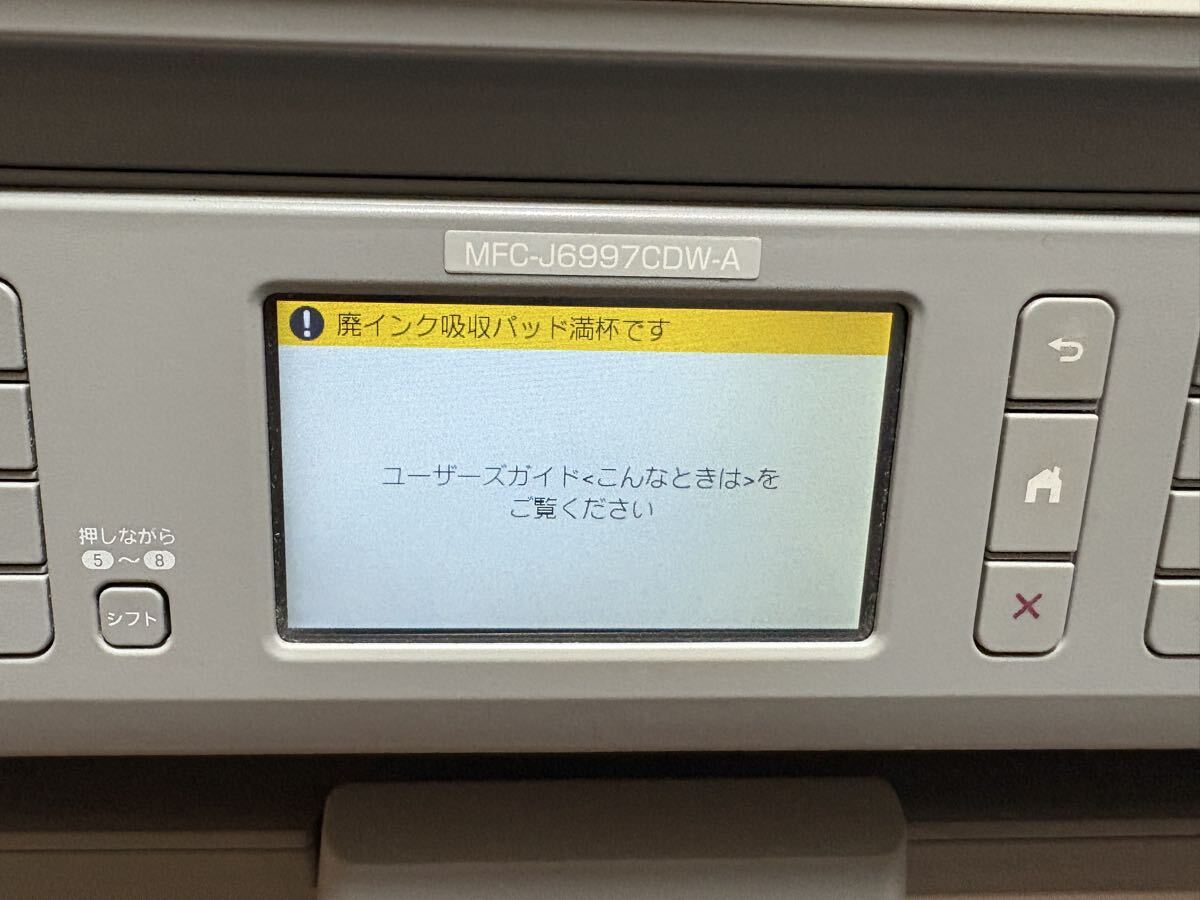 MFC-J6997CDW-A
! 廃インク吸収パッド満杯です
ユーザーズガイド<こんなときは>を
ご覧ください
押しながら
5～8
シフト